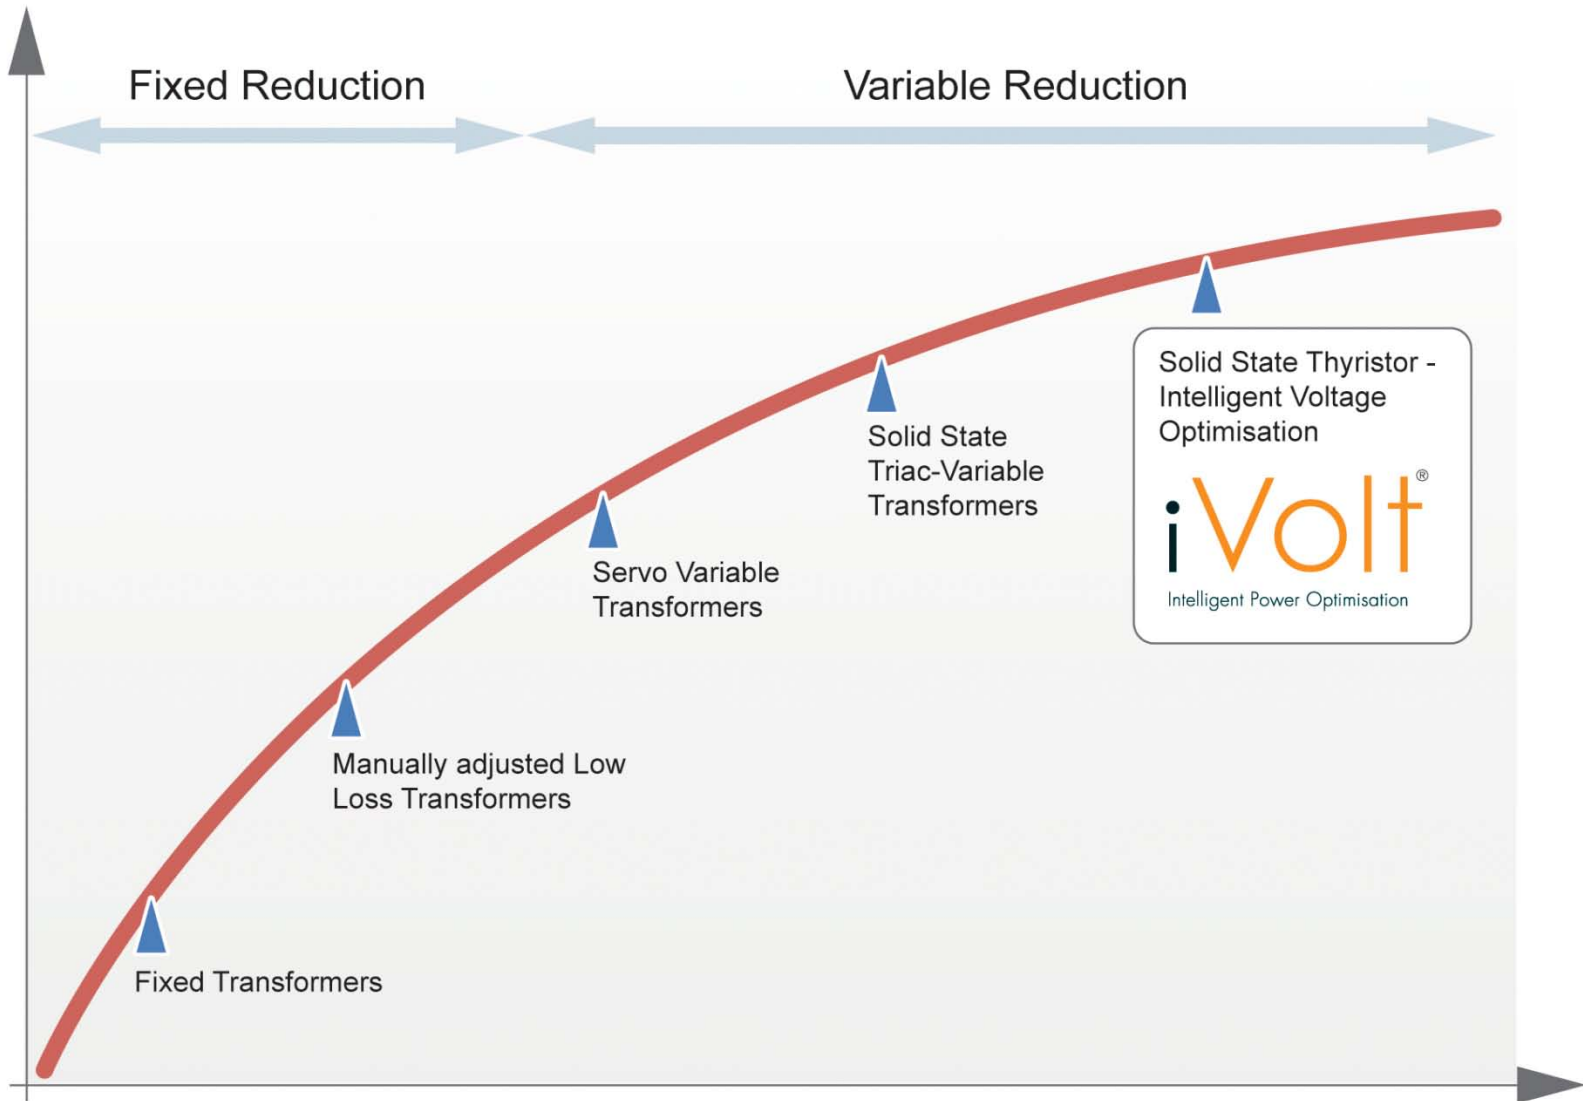 Fixed Reduction
Variable Reduction
Solid State Thyristor -
Intelligent Voltage
Optimisation
iVolt®
Intelligent Power Optimisation
Solid State
Triac-Variable
Transformers
Servo Variable
Transformers
Manually adjusted Low
Loss Transformers
Fixed Transformers